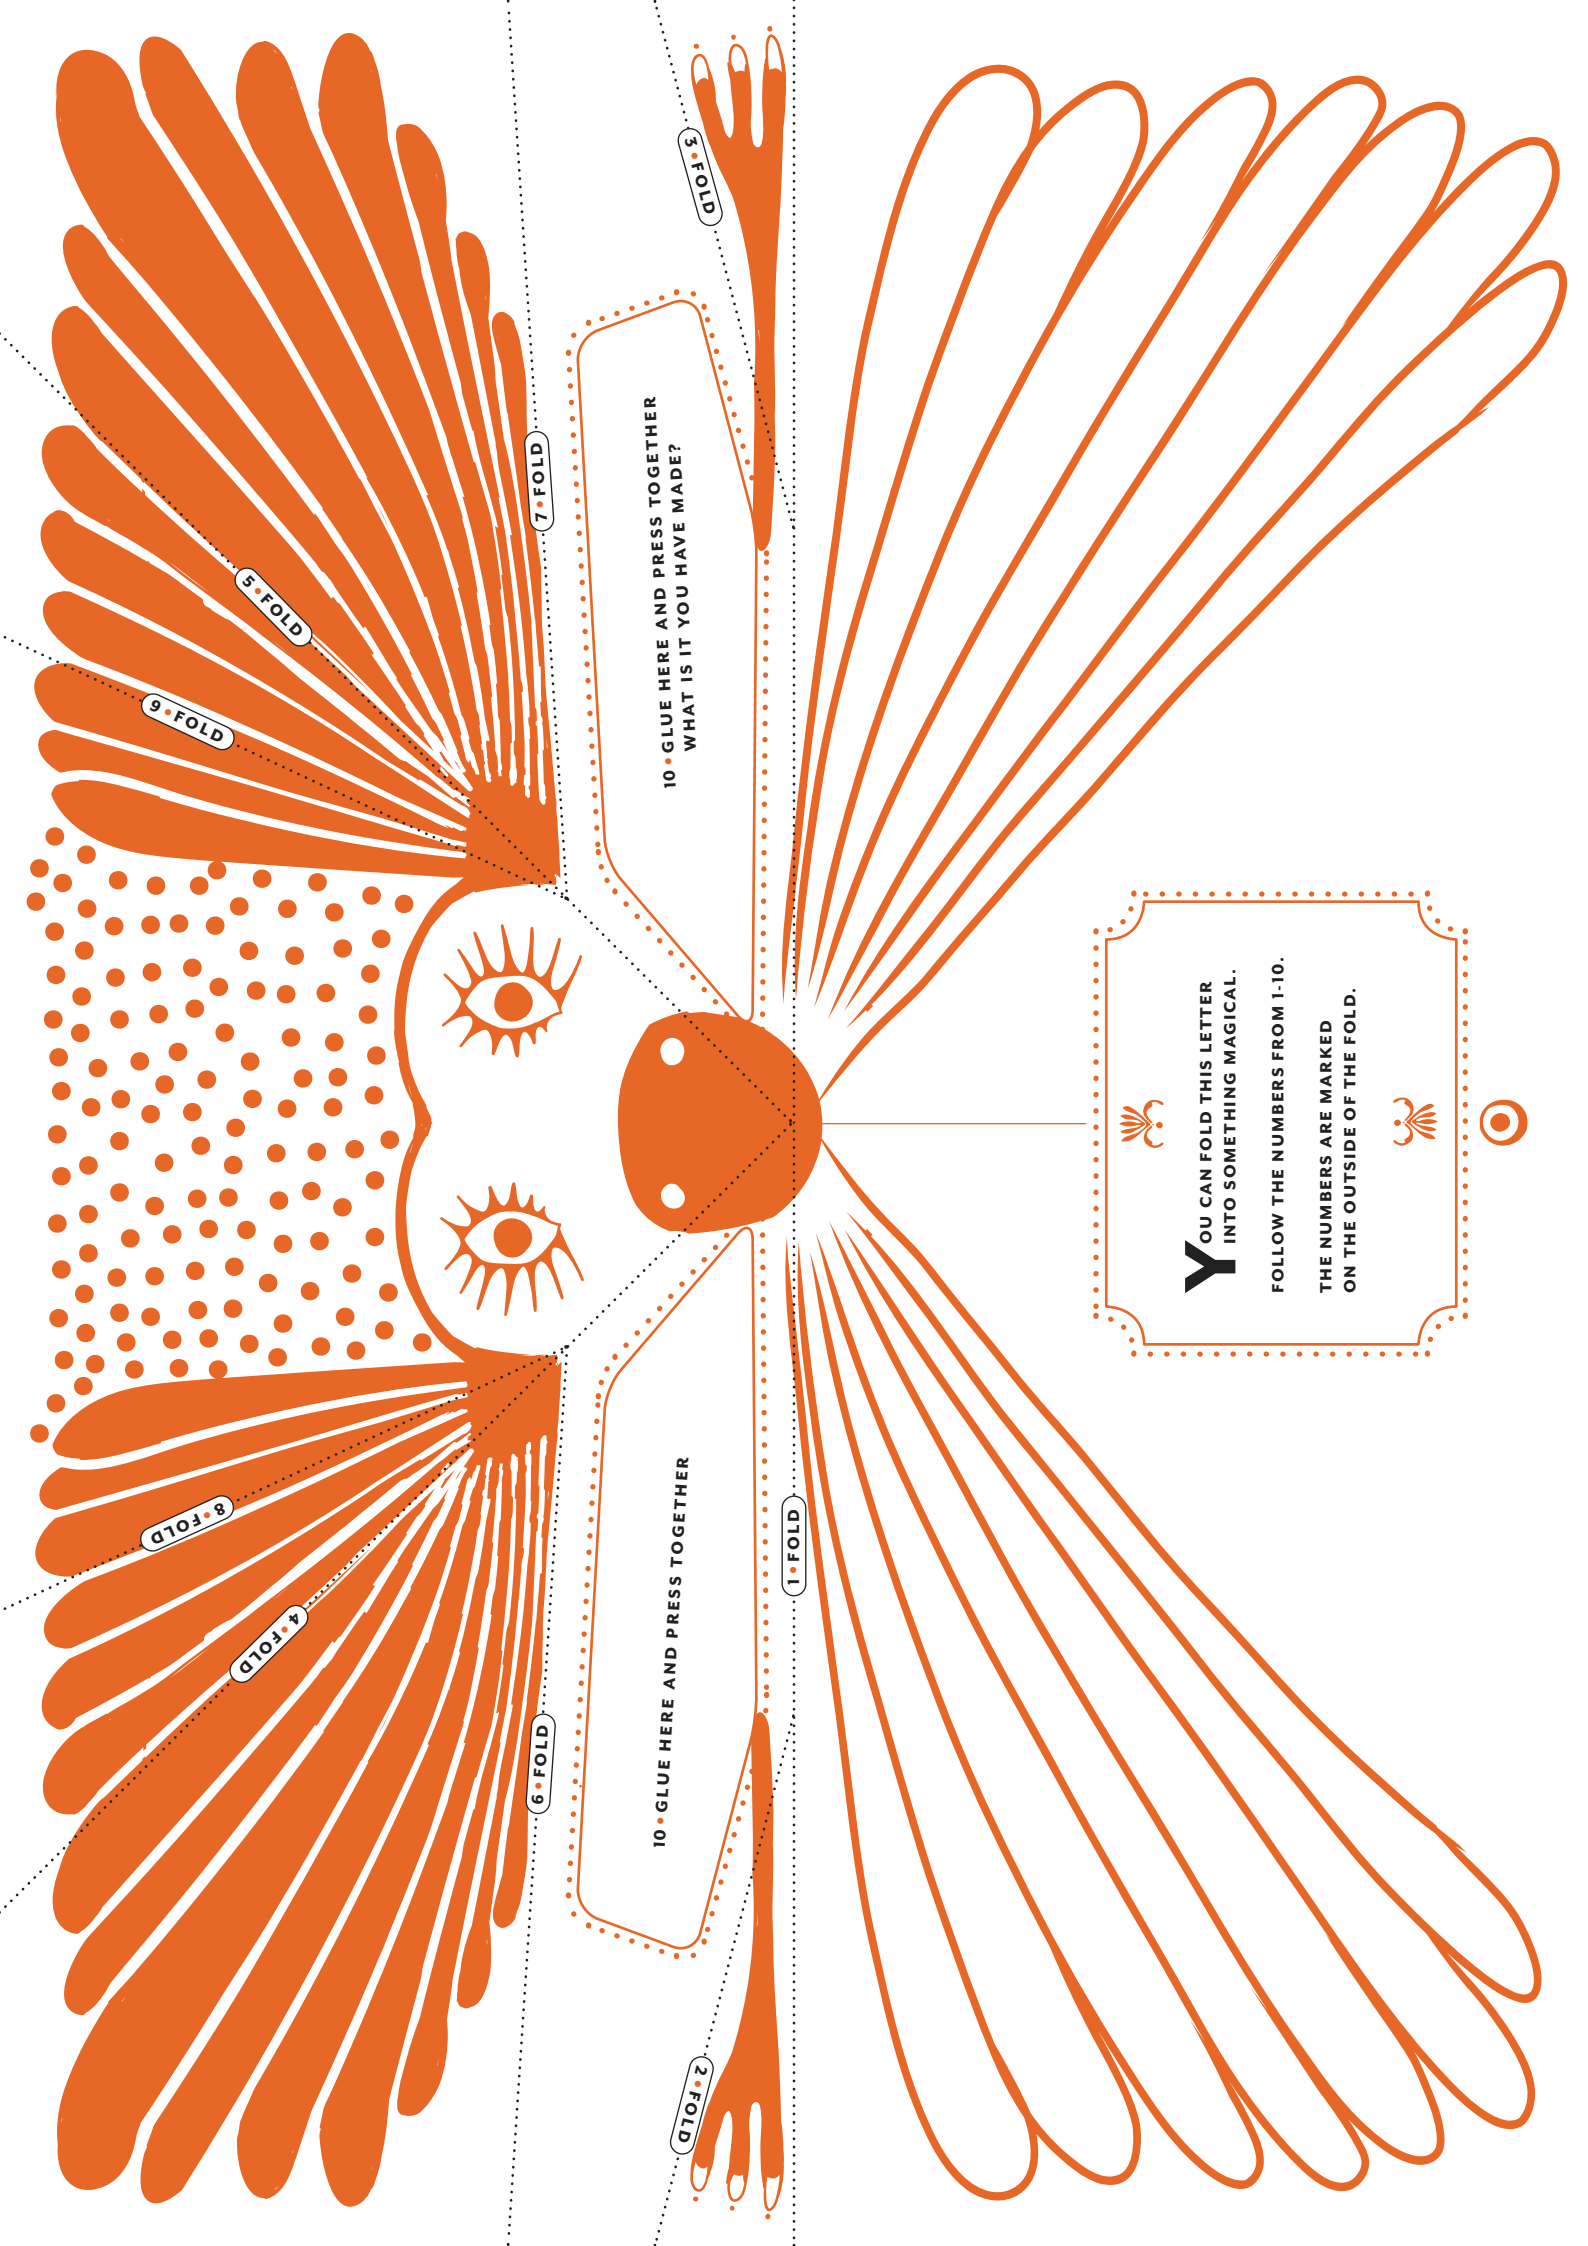 YOU CAN FOLD THIS LETTER
INTO SOMETHING MAGICAL.
FOLLOW THE NUMBERS FROM 1-10.
THE NUMBERS ARE MARKED
ON THE OUTSIDE OF THE FOLD.
1•FOLD
2•FOLD
3•FOLD
4•FOLD
5•FOLD
6•FOLD
7•FOLD
8•FOLD
9•FOLD
10•GLUE HERE AND PRESS TOGETHER
10•GLUE HERE AND PRESS TOGETHER
WHAT IS IT YOU HAVE MADE?